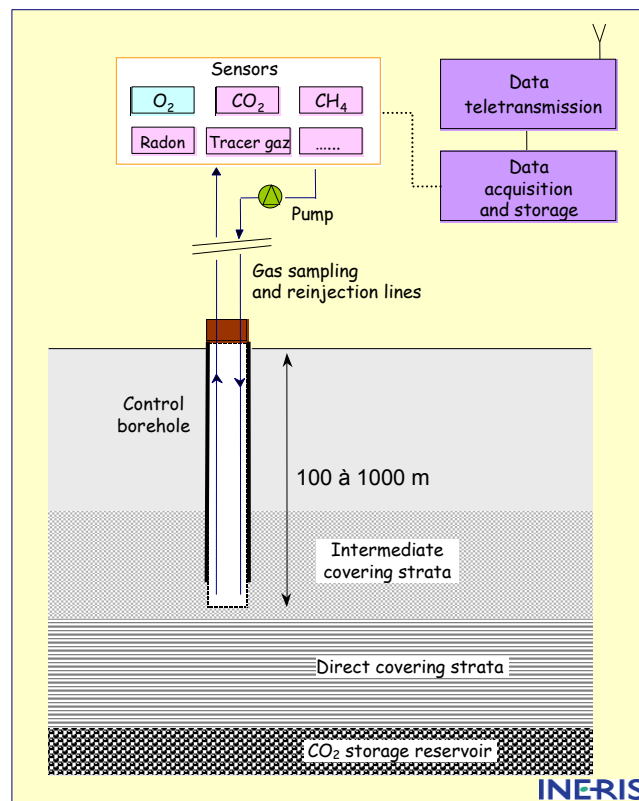 Sensors
O₂
CO₂
CH₄
Radon
Tracer gaz
......
Data
teletransmission
Data
acquisition
and storage
Pump
Gas sampling
and reinjection lines
Control
borehole
100 à 1000 m
Intermediate
covering strata
Direct covering strata
CO₂ storage reservoir
INERIS